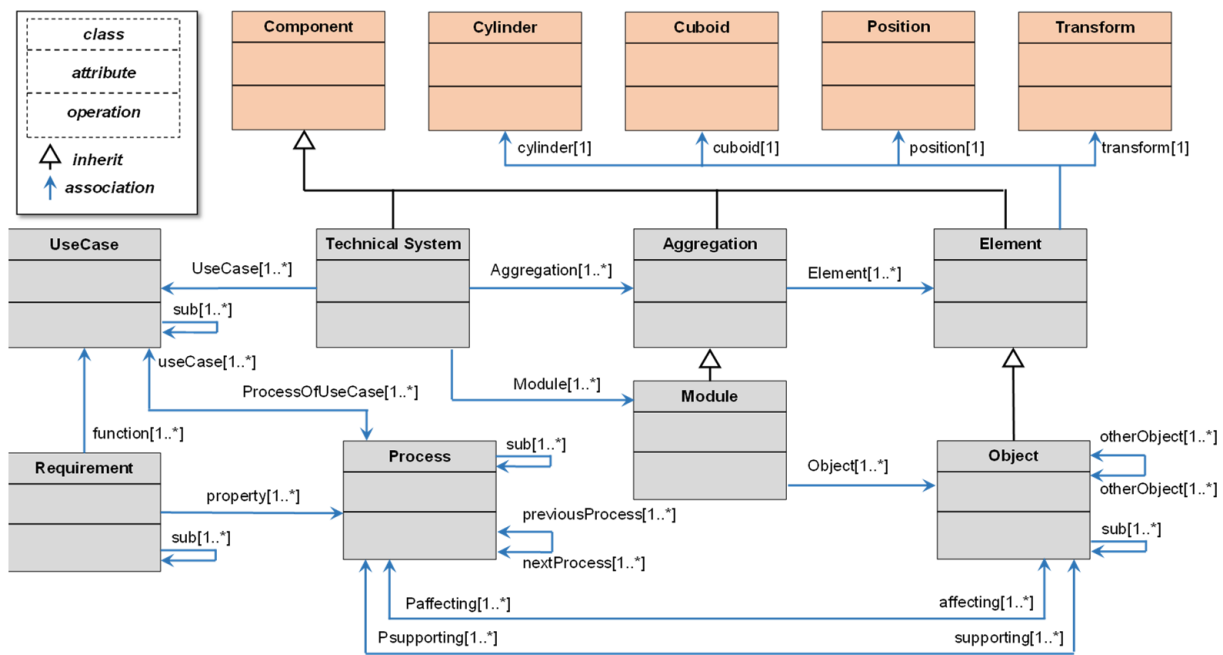 class
attribute
operation
inherit
association
Component
Cylinder
Cuboid
Position
Transform
cylinder[1]
cuboid[1]
position[1]
transform[1]
UseCase
Technical System
Aggregation
Element
UseCase[1..*]
Aggregation[1..*]
Element[1..*]
sub[1..*]
useCase[1..*]
ProcessOfUseCase[1..*]
Module[1..*]
Module
function[1..*]
Requirement
Process
sub[1..*]
Object[1..*]
Object
otherObject[1..*]
otherObject[1..*]
property[1..*]
previousProcess[1..*]
sub[1..*]
sub[1..*]
nextProcess[1..*]
Paffecting[1..*]
affecting[1..*]
Psupporting[1..*]
supporting[1..*]